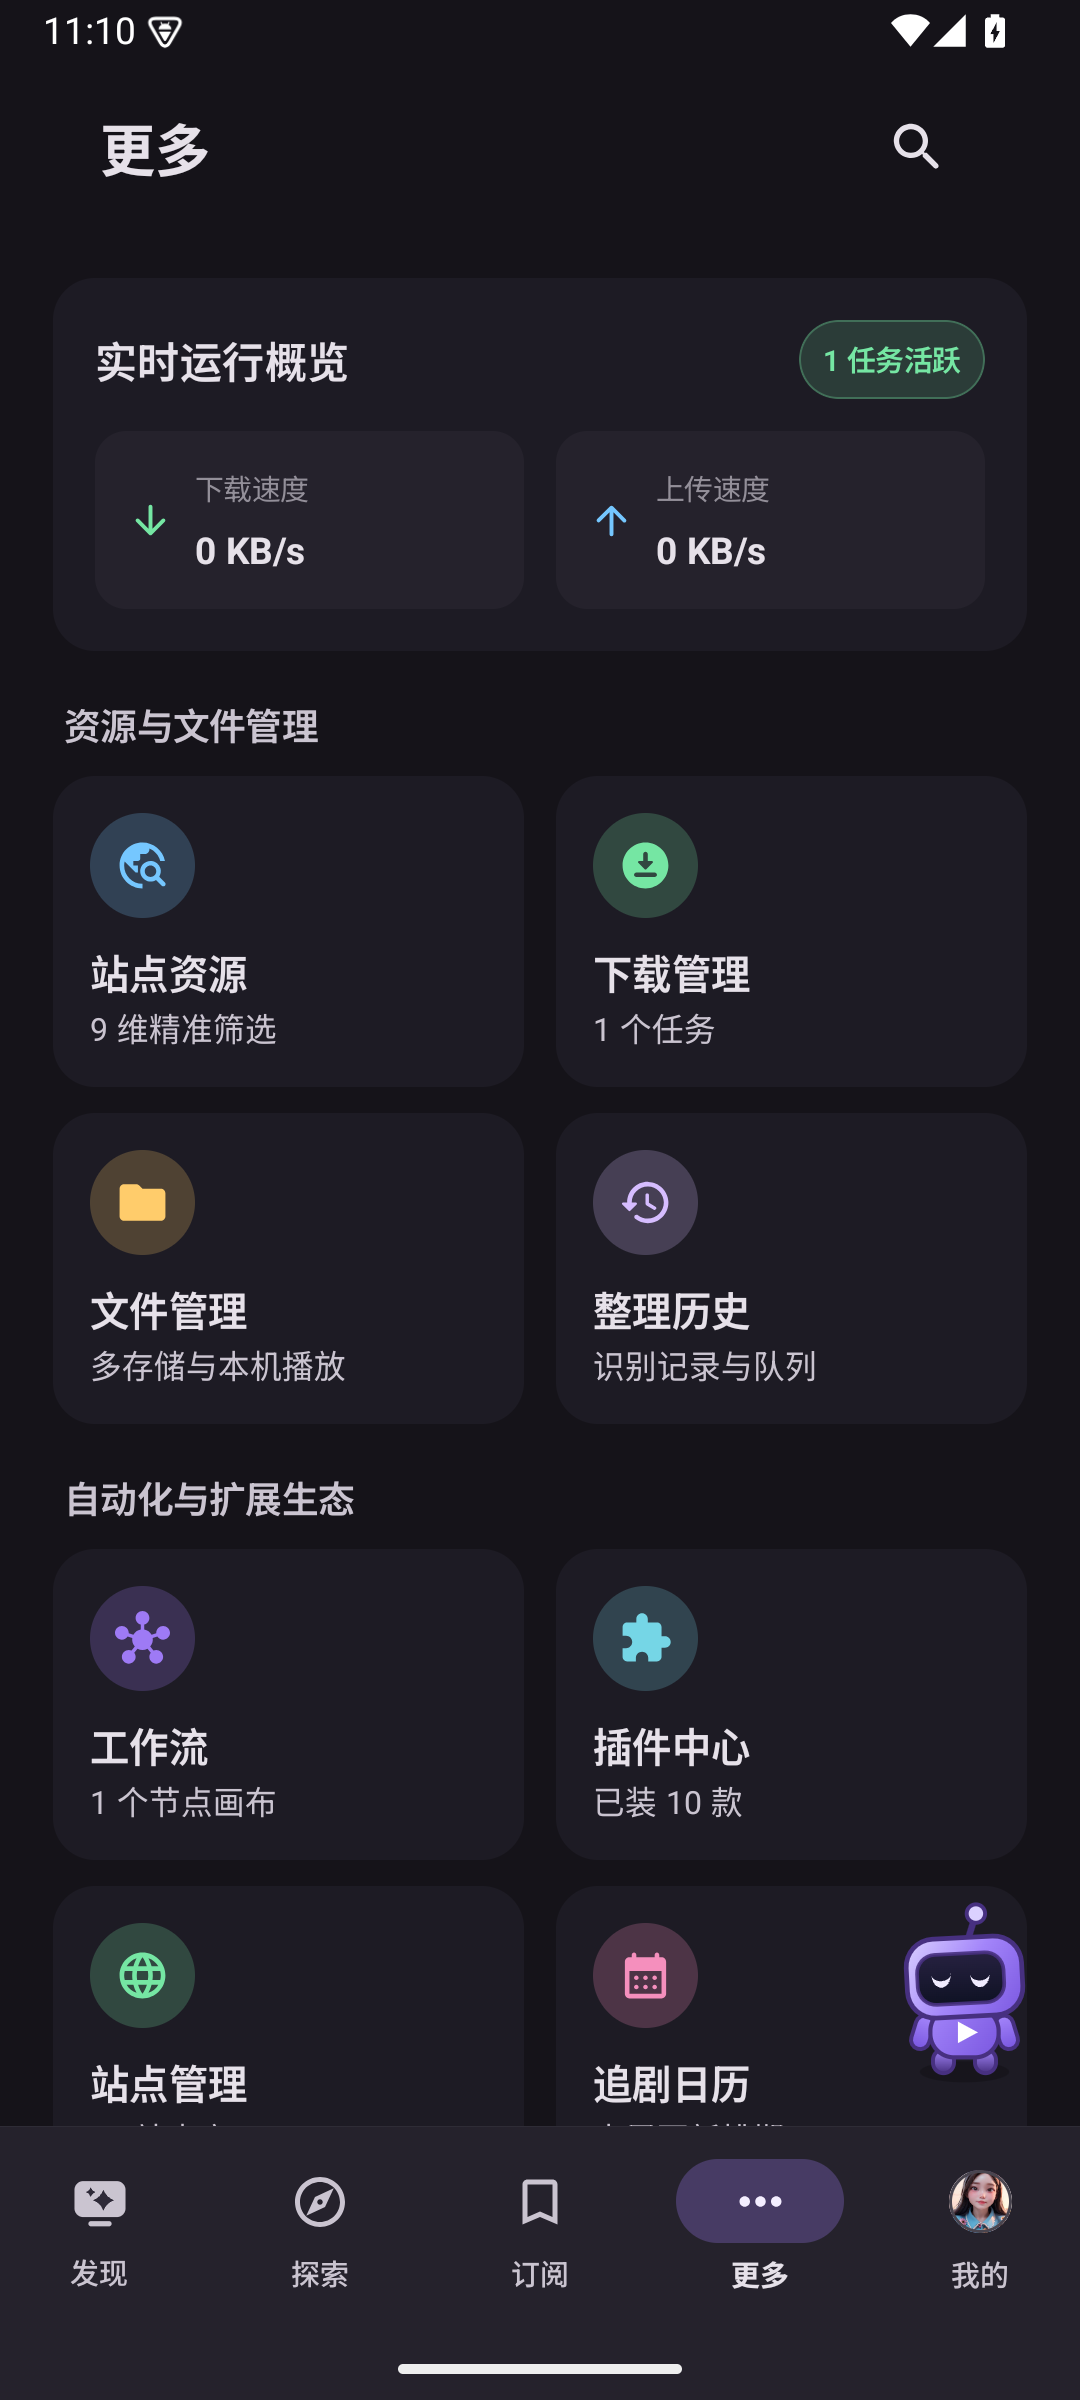 11:10
更多
实时运行概览
1 任务活跃
下载速度
0 KB/s
上传速度
0 KB/s
资源与文件管理
站点资源
9 维精准筛选
下载管理
1 个任务
文件管理
多存储与本机播放
整理历史
识别记录与队列
自动化与扩展生态
工作流
1 个节点画布
插件中心
已装 10 款
站点管理
追剧日历
发现
探索
订阅
更多
我的